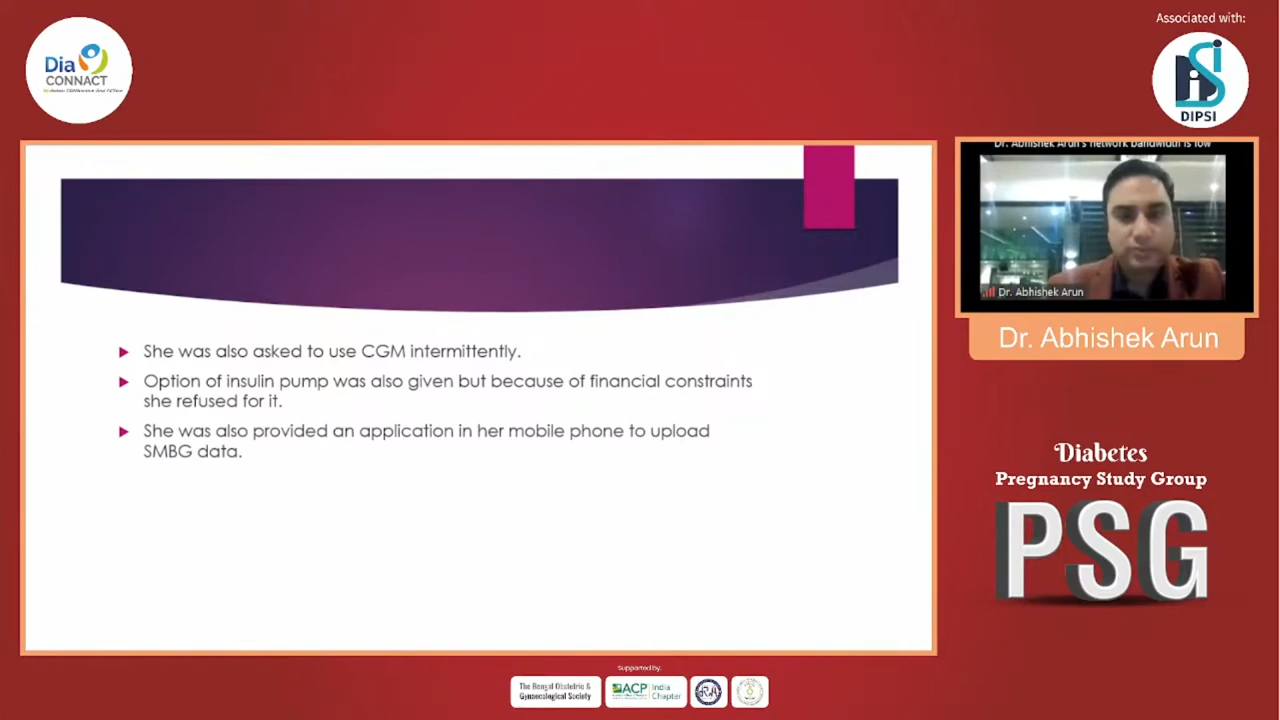 Associated with:
Dia
CONNACT
DIPSI
Dr. Abhishek Arun's network bandwidth is low
Dr. Abhishek Arun
Dr. Abhishek Arun
She was also asked to use CGM intermittently.
Option of insulin pump was also given but because of financial constraints
she refused for it.
She was also provided an application in her mobile phone to upload
SMBG data.
Diabetes
Pregnancy Study Group
PSG
Supported by:
The Bengal Obstetric &
Gynaecological Society
ACP
India
Chapter